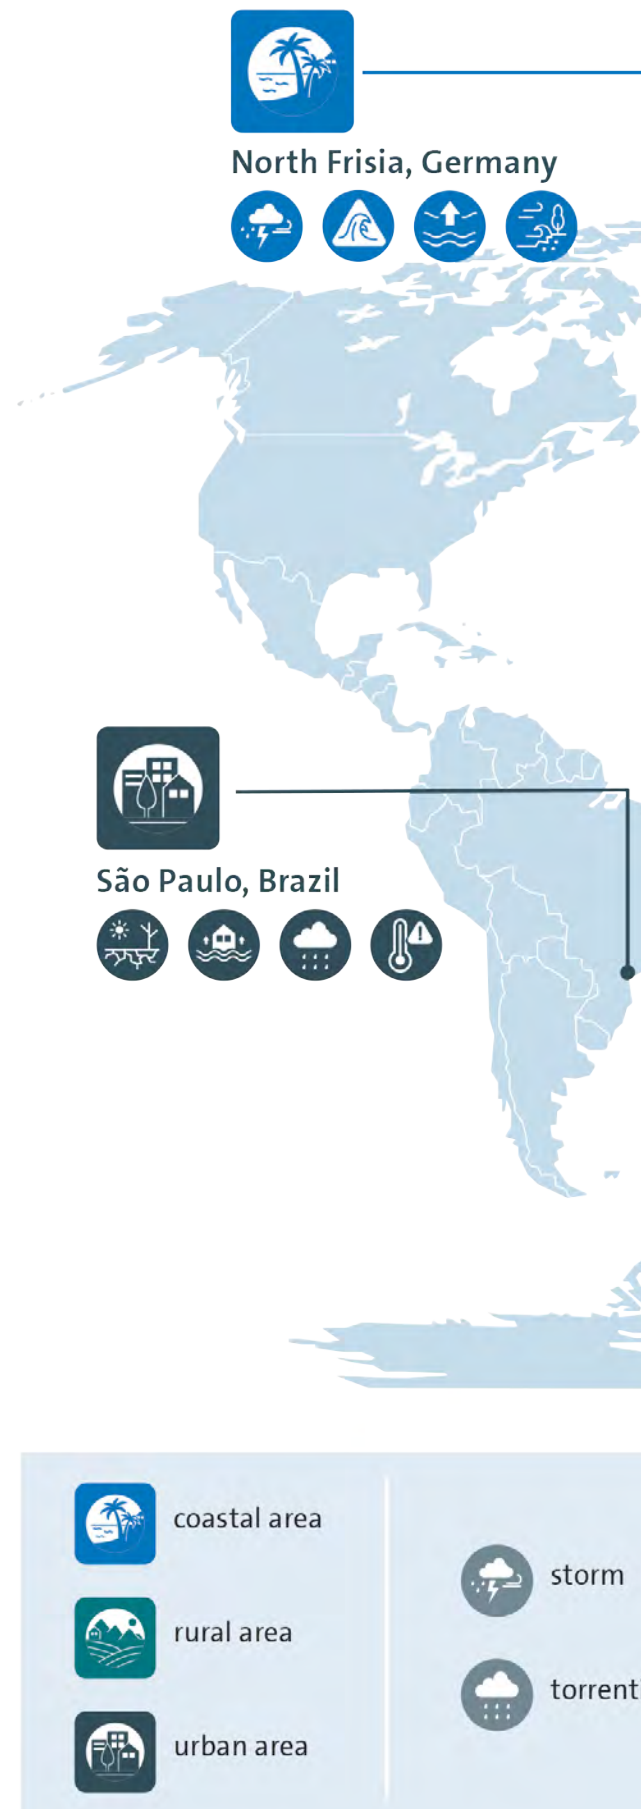 North Frisia, Germany
São Paulo, Brazil
coastal area
rural area
urban area
storm
torrent